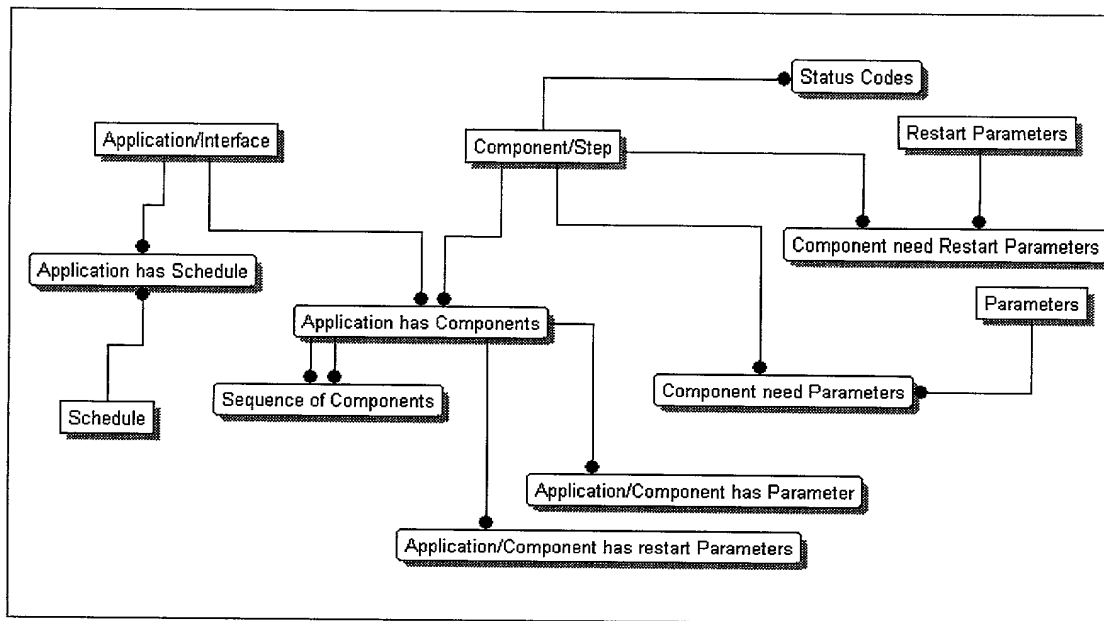 Status Codes
Application/Interface
Component/Step
Restart Parameters
Component need Restart Parameters
Application has Schedule
Parameters
Application has Components
Component need Parameters
Sequence of Components
Schedule
Application/Component has Parameter
Application/Component has restart Parameters